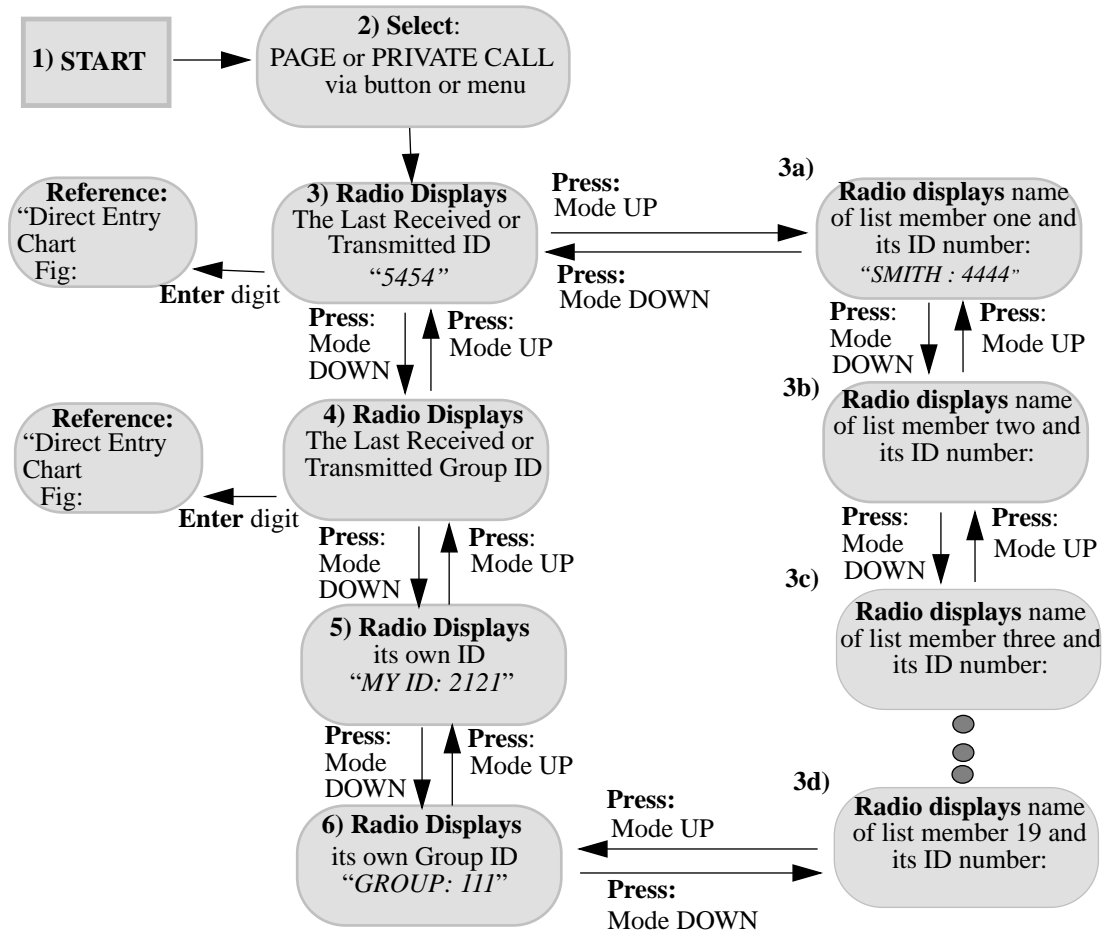 1) START
2) Select:
PAGE or PRIVATE CALL
via button or menu
Reference:
“Direct Entry
Chart
Fig:
Enter digit
3) Radio Displays
The Last Received or
Transmitted ID
“5454”
Press:
Mode UP
Press:
Mode DOWN
3a)
Radio displays name
of list member one and
its ID number:
“SMITH : 4444”
Press:
Mode
DOWN
Press:
Mode UP
Press:
Mode
DOWN
Press:
Mode UP
Reference:
“Direct Entry
Chart
Fig:
Enter digit
4) Radio Displays
The Last Received or
Transmitted Group ID
3b)
Radio displays name
of list member two and
its ID number:
Press:
Mode
DOWN
Press:
Mode UP
Press:
Mode
DOWN
Press:
Mode UP
5) Radio Displays
its own ID
“MY ID: 2121”
3c)
Radio displays name
of list member three and
its ID number:
Press:
Mode
DOWN
Press:
Mode UP
6) Radio Displays
its own Group ID
“GROUP: 111”
Press:
Mode UP
Press:
Mode DOWN
3d)
Radio displays name
of list member 19 and
its ID number: